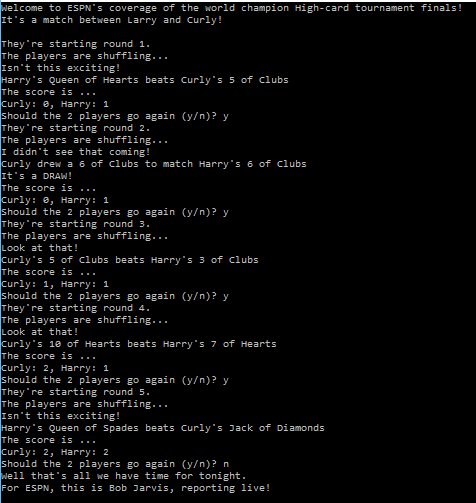 Welcome to ESPN's coverage of the world champion High-card tournament finals!
It's a match between Larry and Curly!
They're starting round 1.
The players are shuffling...
Isn't this exciting!
Harry's Queen of Hearts beats Curly's 5 of Clubs
The score is ...
Curly: 0, Harry: 1
Should the 2 players go again (y/n)? y
They're starting round 2.
The players are shuffling...
I didn't see that coming!
Curly drew a 6 of Clubs to match Harry's 6 of Clubs
It's a DRAW!
The score is ...
Curly: 0, Harry: 1
Should the 2 players go again (y/n)? y
They're starting round 3.
The players are shuffling...
Look at that!
Curly's 5 of Clubs beats Harry's 3 of Clubs
The score is ...
Curly: 1, Harry: 1
Should the 2 players go again (y/n)? y
They're starting round 4.
The players are shuffling...
Look at that!
Curly's 10 of Hearts beats Harry's 7 of Hearts
The score is ...
Curly: 2, Harry: 1
Should the 2 players go again (y/n)? y
They're starting round 5.
The players are shuffling...
Isn't this exciting!
Harry's Queen of Spades beats Curly's Jack of Diamonds
The score is ...
Curly: 2, Harry: 2
Should the 2 players go again (y/n)? n
Well that's all we have time for tonight.
For ESPN, this is Bob Jarvis, reporting live!